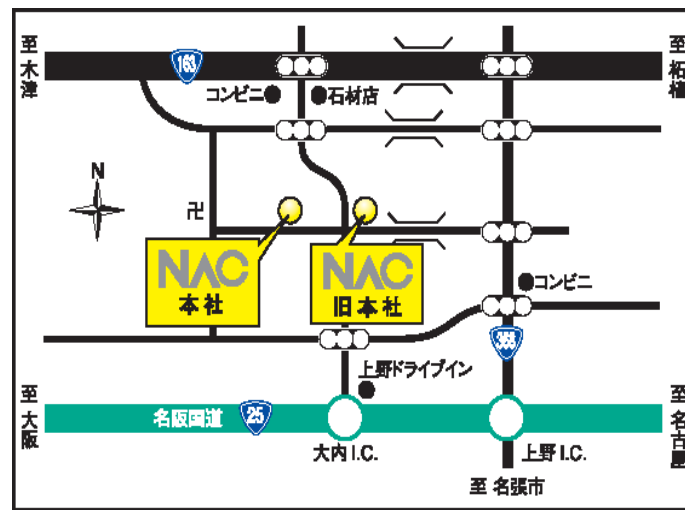 至木津
163
至柘植
コンビニ
石材店
N
卍
NAC
本社
NAC
旧本社
コンビニ
368
上野ドライブイン
至大阪
名阪国道
25
至名古屋
大内I.C.
上野I.C.
至 名張市